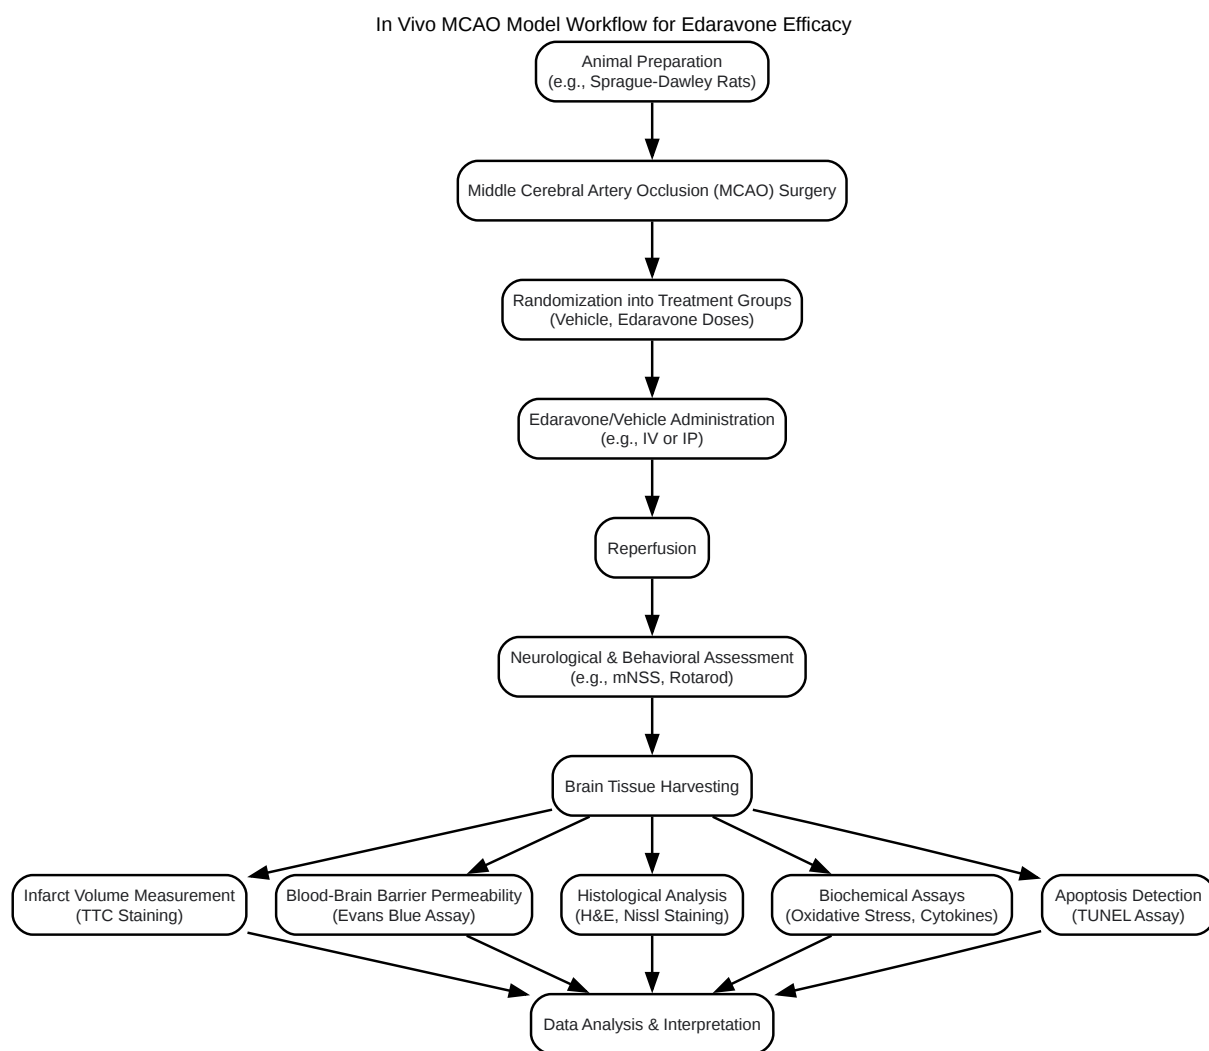 In Vivo MCAO Model Workflow for Edaravone Efficacy
Animal Preparation
(e.g., Sprague-Dawley Rats)
Middle Cerebral Artery Occlusion (MCAO) Surgery
Randomization into Treatment Groups
(Vehicle, Edaravone Doses)
Edaravone/Vehicle Administration
(e.g., IV or IP)
Reperfusion
Neurological & Behavioral Assessment
(e.g., mNSS, Rotarod)
Brain Tissue Harvesting
Infarct Volume Measurement
(TTC Staining)
Blood-Brain Barrier Permeability
(Evans Blue Assay)
Histological Analysis
(H&E, Nissl Staining)
Biochemical Assays
(Oxidative Stress, Cytokines)
Apoptosis Detection
(TUNEL Assay)
Data Analysis & Interpretation